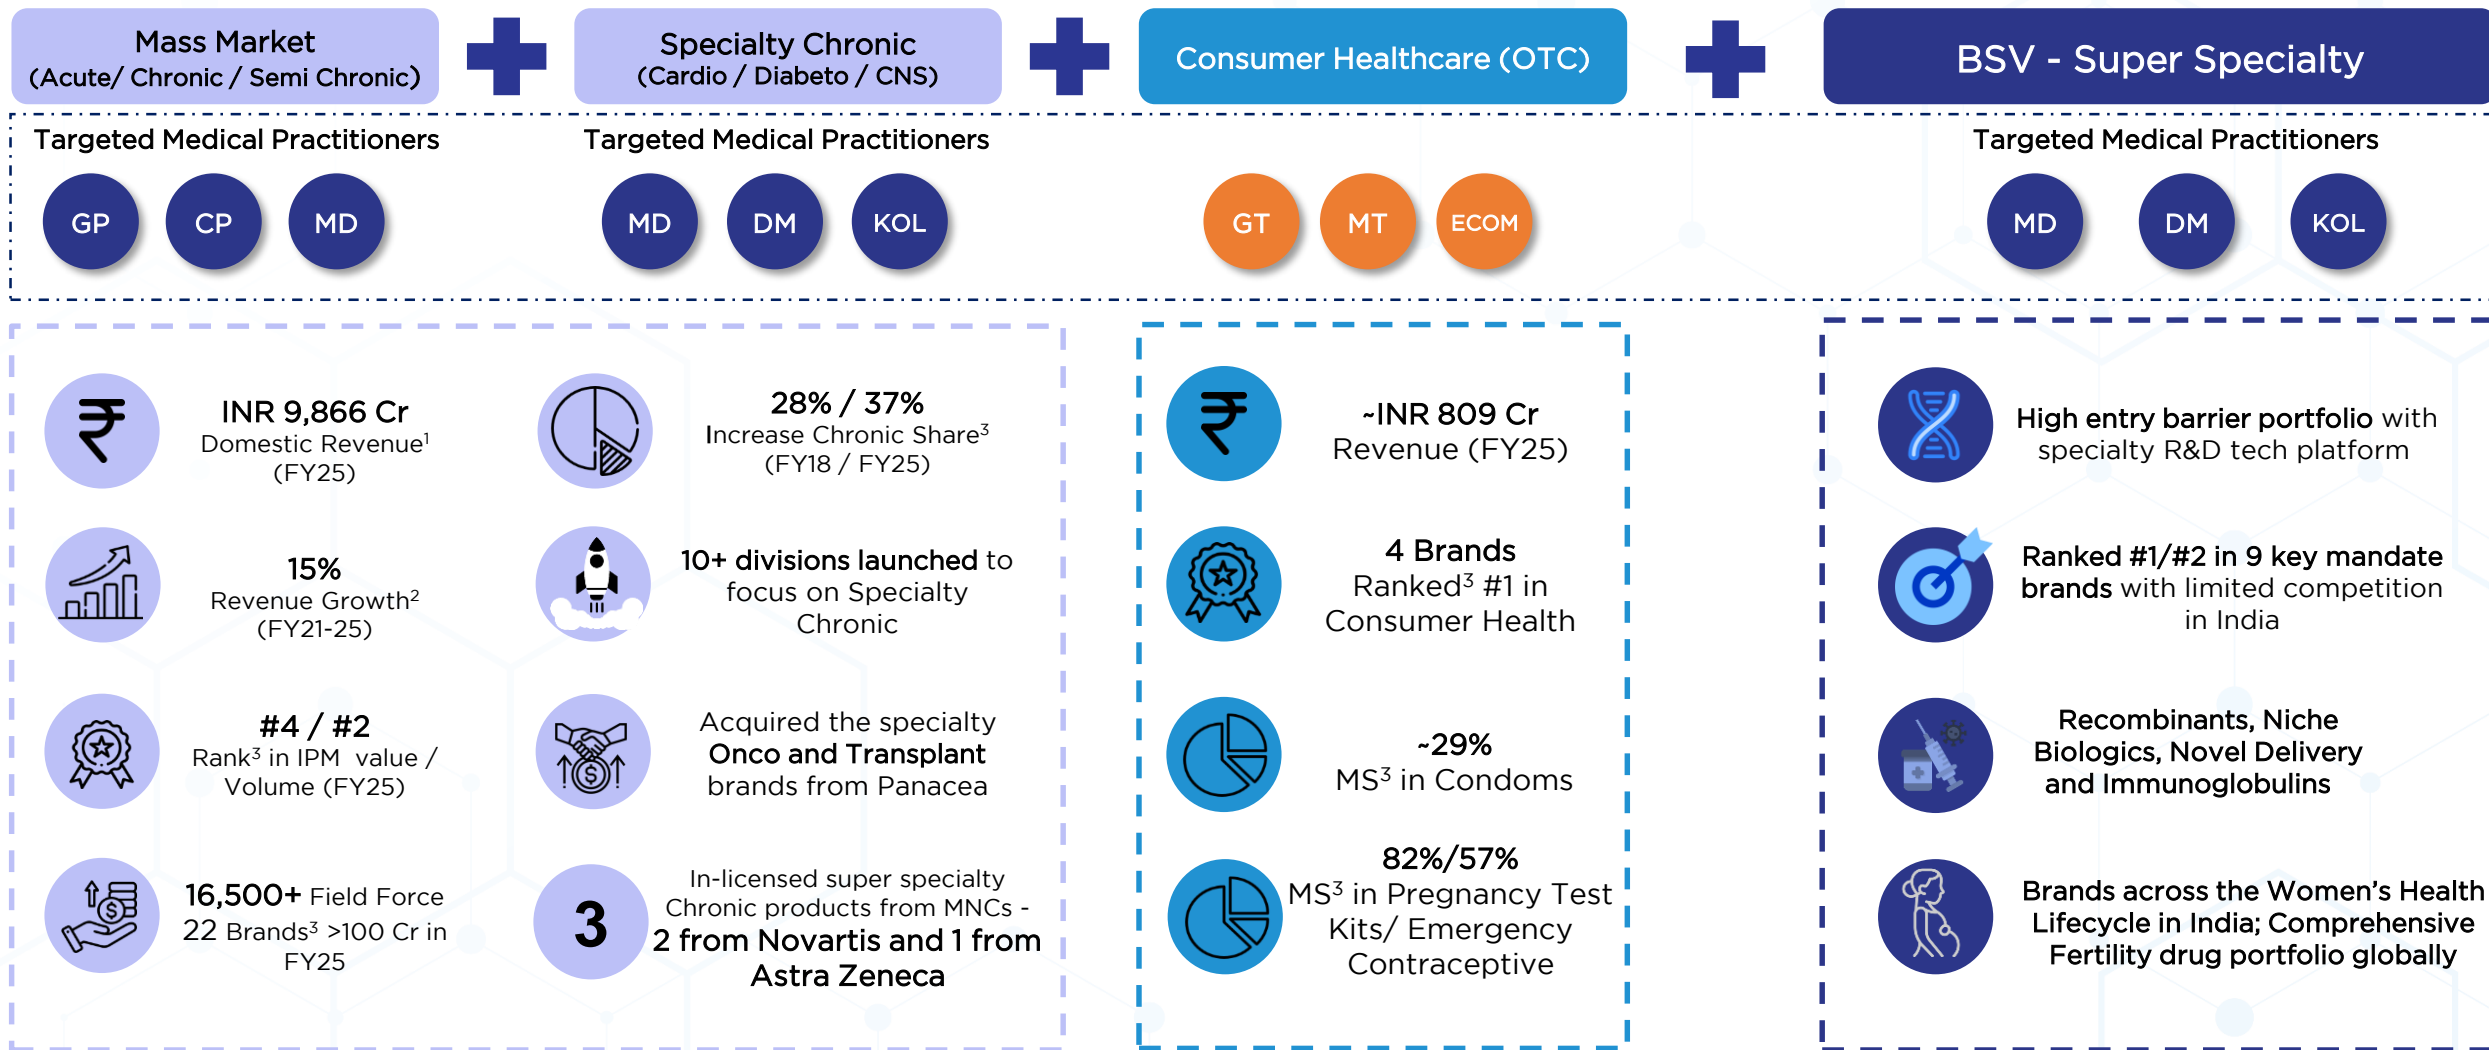 Mass Market
(Acute/ Chronic / Semi Chronic)
Specialty Chronic
(Cardio / Diabeto / CNS)
Consumer Healthcare (OTC)
BSV - Super Specialty
Targeted Medical Practitioners
GP
CP
MD
Targeted Medical Practitioners
MD
DM
KOL
GT
MT
ECOM
Targeted Medical Practitioners
MD
DM
KOL
INR 9,866 Cr
Domestic Revenue¹
(FY25)
15%
Revenue Growth²
(FY21-25)
#4 / #2
Rank³ in IPM value /
Volume (FY25)
16,500+ Field Force
22 Brands³ >100 Cr in
FY25
28% / 37%
Increase Chronic Share³
(FY18 / FY25)
10+ divisions launched to
focus on Specialty
Chronic
Acquired the specialty
Onco and Transplant
brands from Panacea
3
In-licensed super specialty
Chronic products from MNCs -
2 from Novartis and 1 from
Astra Zeneca
~INR 809 Cr
Revenue (FY25)
4 Brands
Ranked³ #1 in
Consumer Health
~29%
MS³ in Condoms
82%/57%
MS³ in Pregnancy Test
Kits/ Emergency
Contraceptive
High entry barrier portfolio with
specialty R&D tech platform
Ranked #1/#2 in 9 key mandate
brands with limited competition
in India
Recombinants, Niche
Biologics, Novel Delivery
and Immunoglobulins
Brands across the Women's Health
Lifecycle in India; Comprehensive
Fertility drug portfolio globally